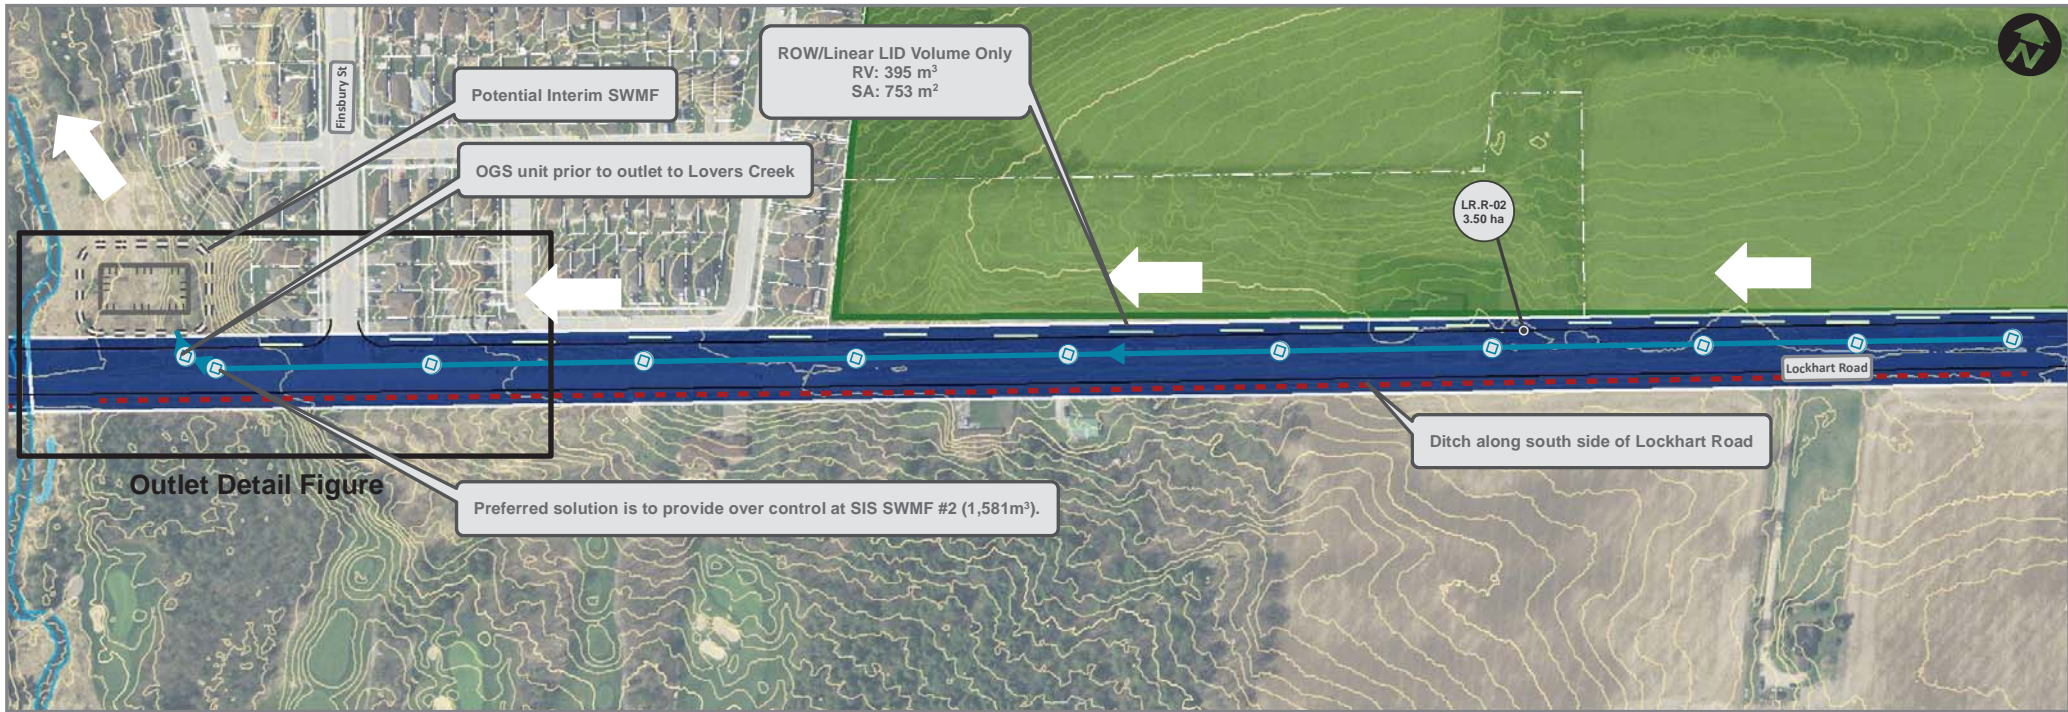 ROW/Linear LID Volume Only
RV: 395 m³
SA: 753 m²
N
Finsbury St
Potential Interim SWMF
OGS unit prior to outlet to Lovers Creek
LR.R-02
3.50 ha
Lockhart Road
Ditch along south side of Lockhart Road
Outlet Detail Figure
Preferred solution is to provide over control at SIS SWMF #2 (1,581m³).